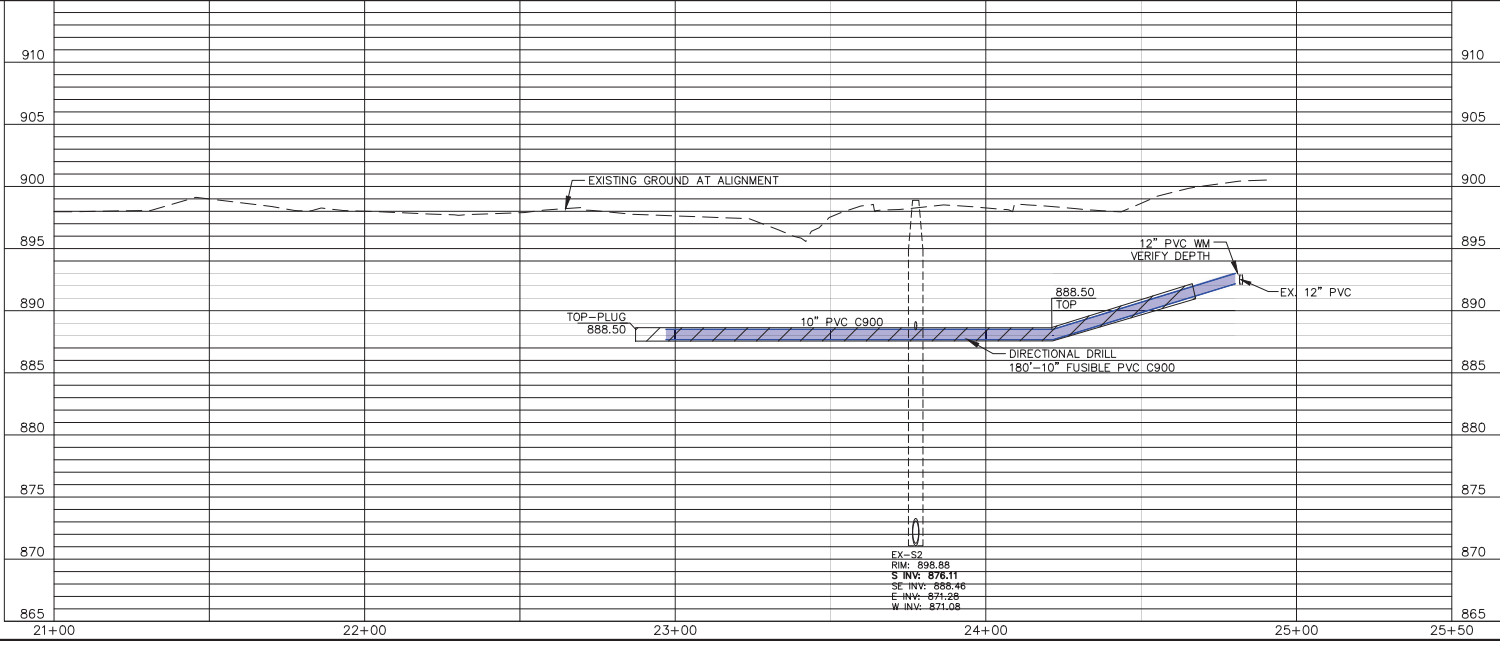 910
910
905
905
900
EXISTING GROUND AT ALIGNMENT
900
895
12" PVC WM
VERIFY DEPTH
895
890
TOP-PLUG
888.50
10" PVC C900
888.50
TOP
EX. 12" PVC
890
885
DIRECTIONAL DRILL
180'-10" FUSIBLE PVC C900
885
880
880
875
875
870
870
EX-S2
RIM: 898.88
S INV: 876.11
SE INV: 888.46
E INV: 871.28
W INV: 871.08
865
865
21+00
22+00
23+00
24+00
25+00
25+50